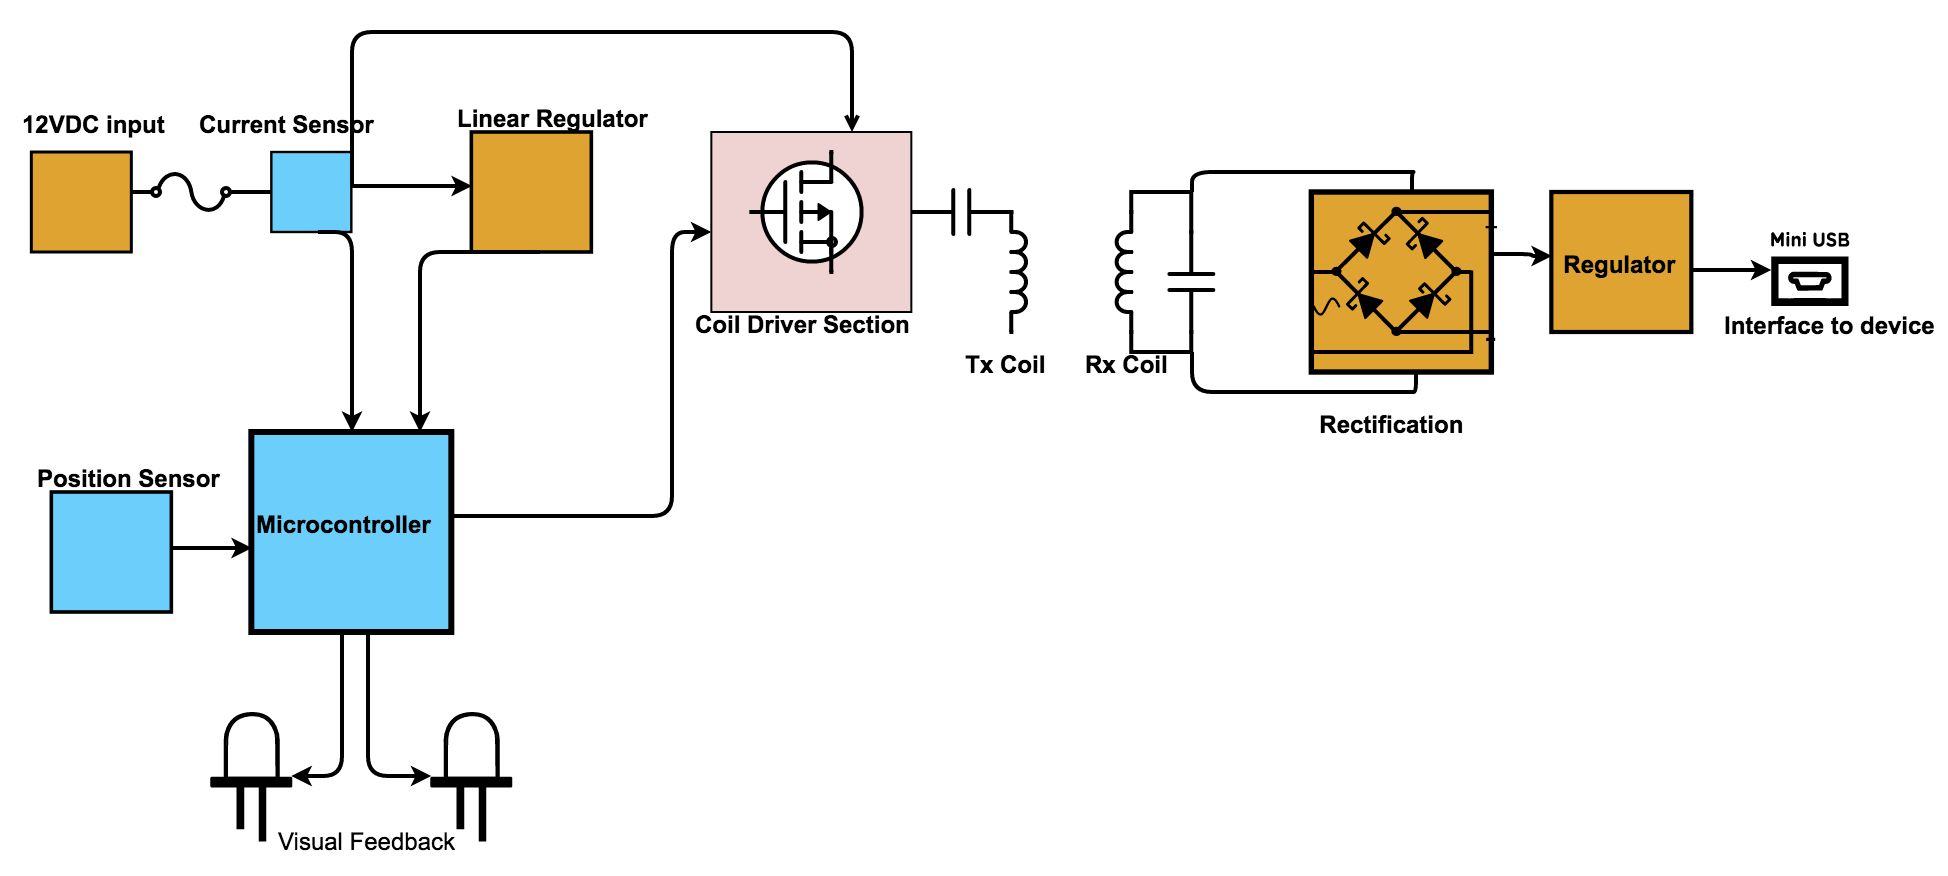 12VDC input
Current Sensor
Linear Regulator
Coil Driver Section
Tx Coil
Rx Coil
Rectification
Regulator
Mini USB
Interface to device
Position Sensor
Microcontroller
Visual Feedback